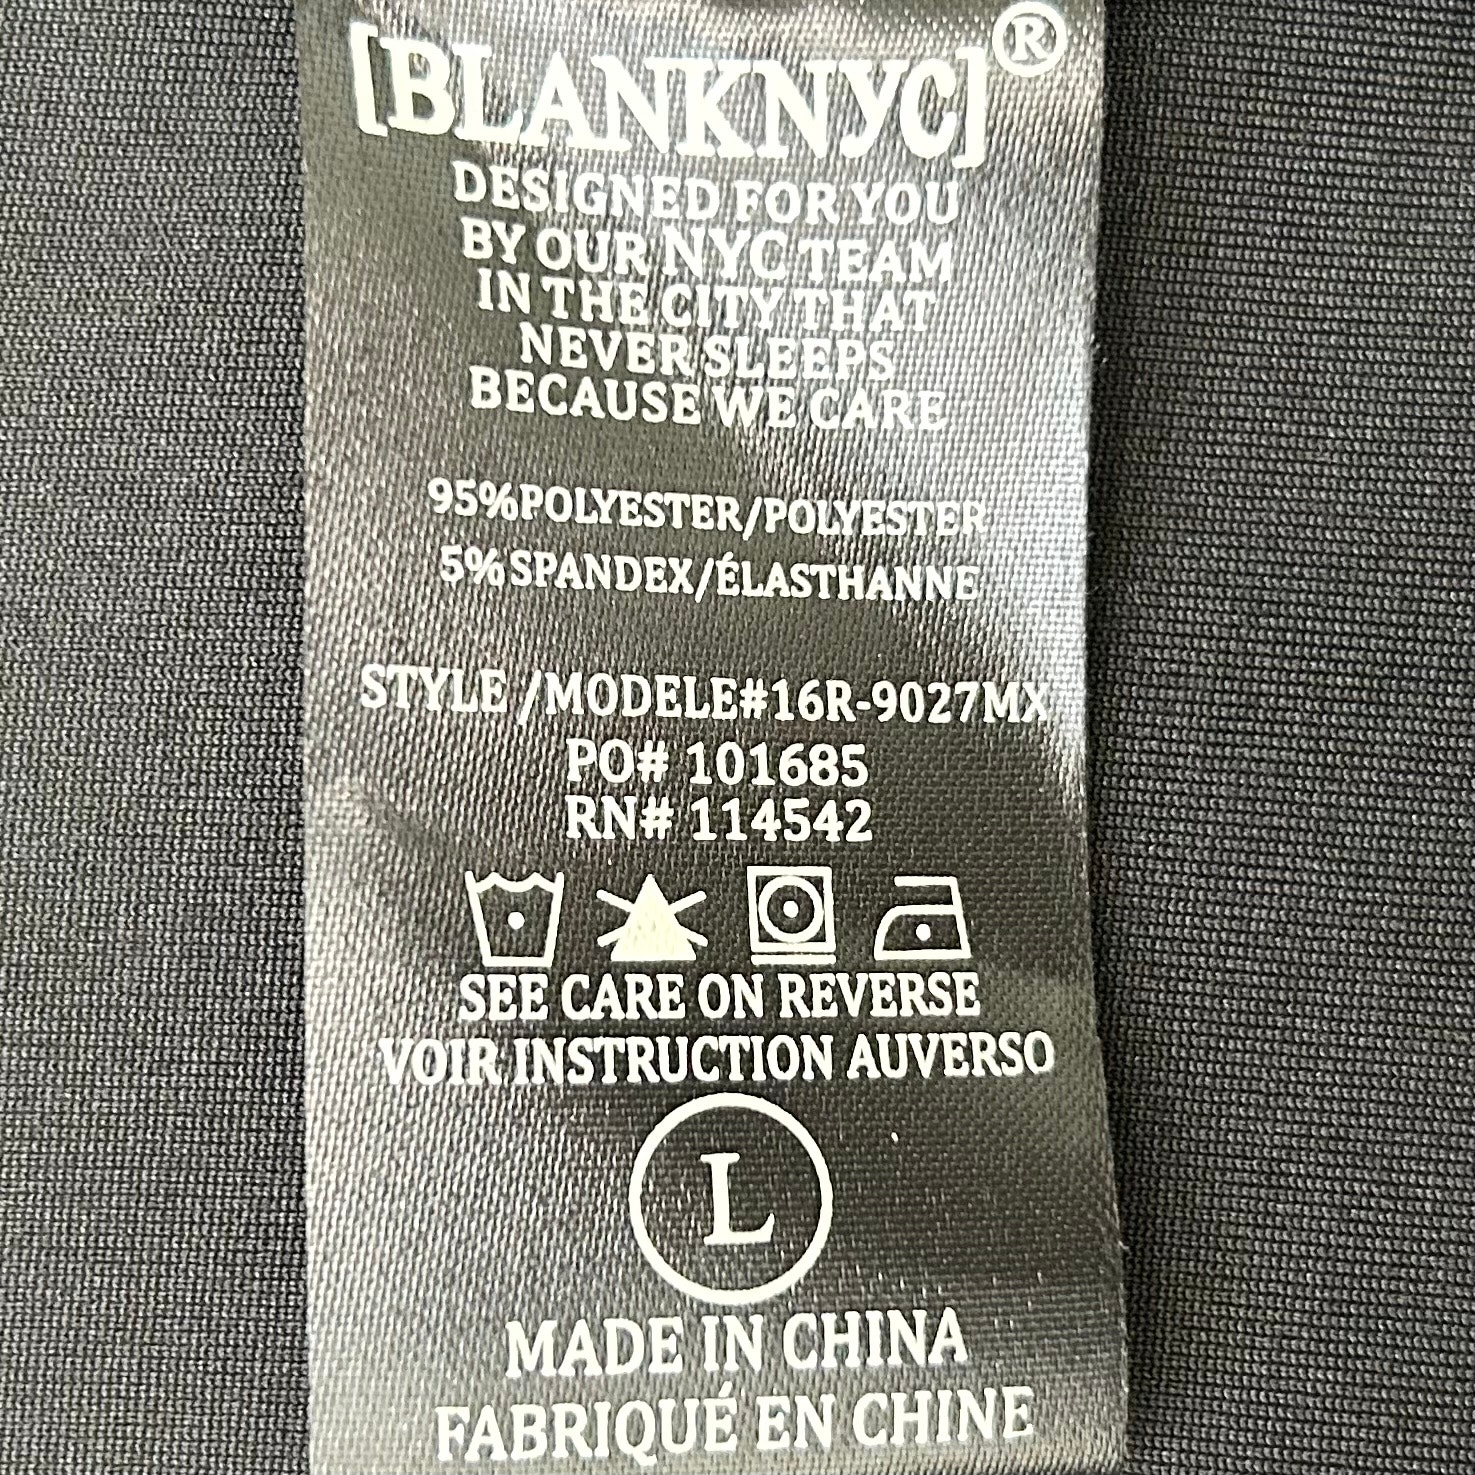 [BLANKNYC]®
DESIGNED FOR YOU
BY OUR NYC TEAM
IN THE CITY THAT
NEVER SLEEPS
BECAUSE WE CARE
95%POLYESTER/POLYESTER
5%SPANDEX/ÉLASTHANNE
STYLE /MODELE#16R-9027MX
PO# 101685
RN# 114542
SEE CARE ON REVERSE
VOIR INSTRUCTION AUVERSO
L
MADE IN CHINA
FABRIQUÉ EN CHINE